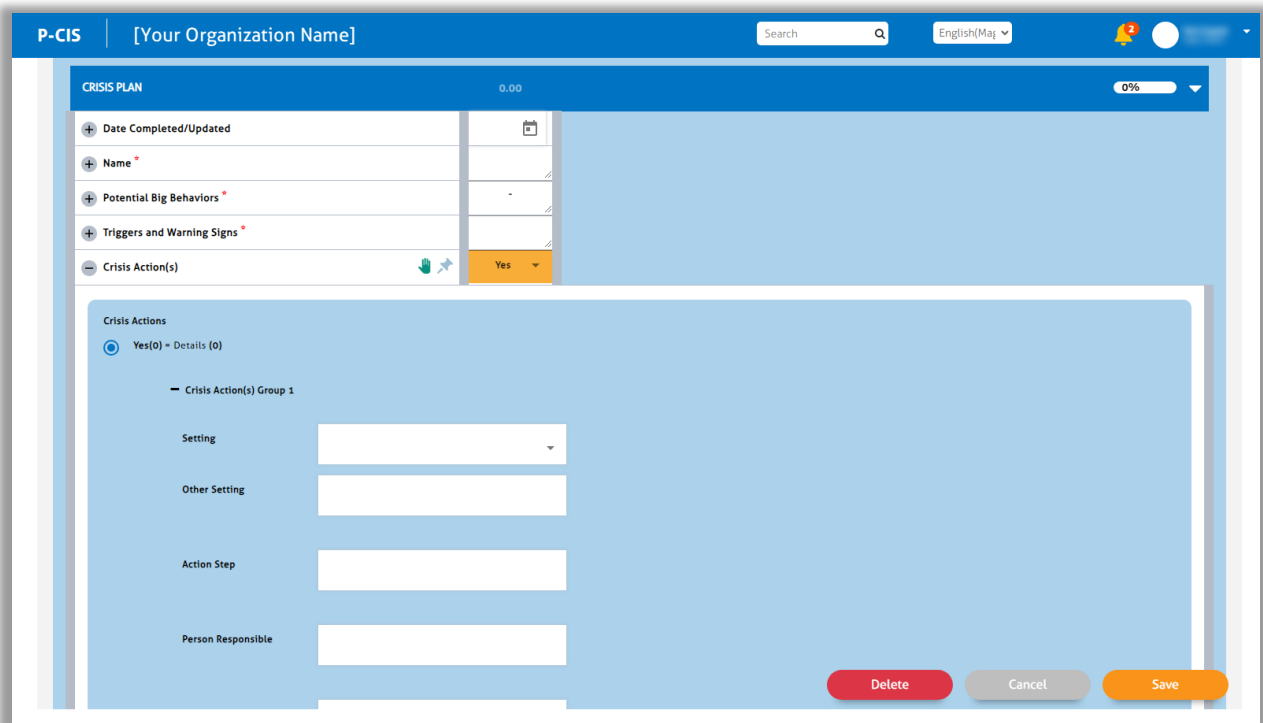 P-CIS [Your Organization Name] Search English(Maj 2
CRISIS PLAN 0.00 0%
+ Date Completed/Updated
+ Name *
+ Potential Big Behaviors * -
+ Triggers and Warning Signs *
− Crisis Action(s) Yes
Crisis Actions
Yes(0) = Details (0)
− Crisis Action(s) Group 1
Setting
Other Setting
Action Step
Person Responsible
Delete Cancel Save